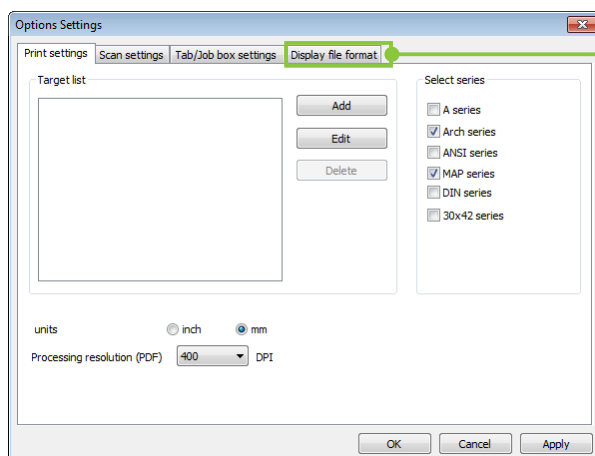 Options Settings
Print settings Scan settings Tab/Job box settings Display file format
Target list
Add
Edit
Delete
Select series
A series
Arch series
ANSI series
MAP series
DIN series
30x42 series
units inch mm
Processing resolution (PDF) 400 DPI
OK Cancel Apply